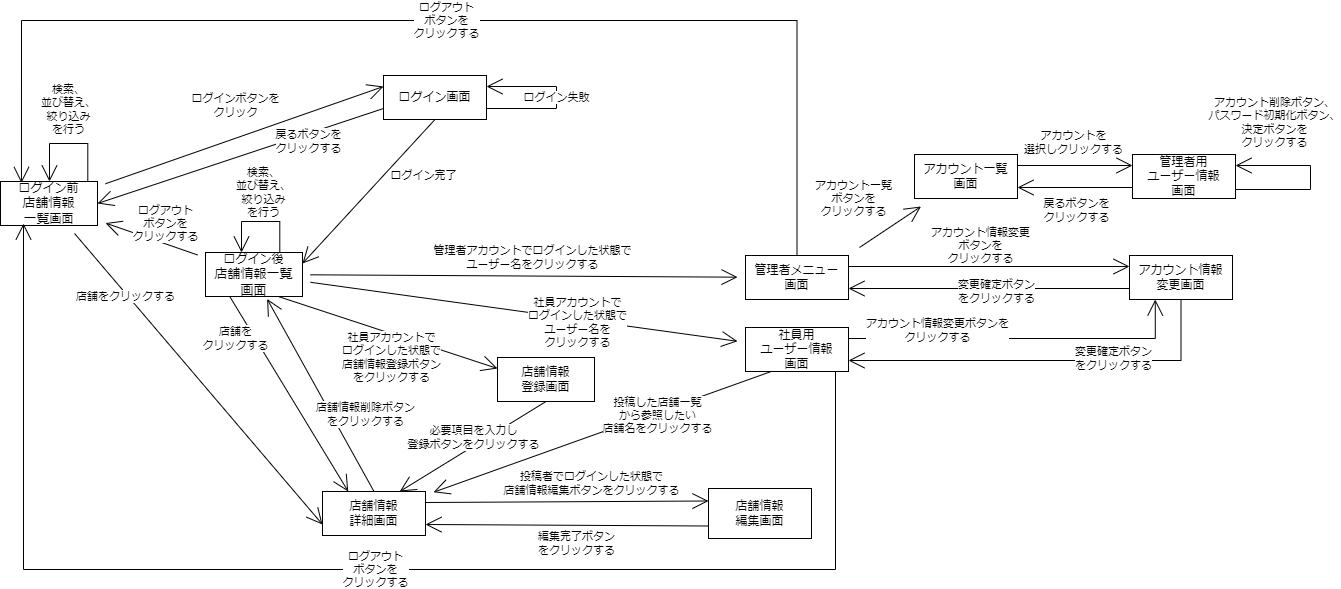 ログアウト
ボタンを
クリックする
検索、
並び替え、
絞り込み
を行う
ログインボタンを
クリック
ログイン画面
ログイン失敗
戻るボタンを
クリックする
ログイン完了
ログイン前
店舗情報
一覧画面
検索、
並び替え、
絞り込み
を行う
ログアウト
ボタンを
クリックする
ログイン後
店舗情報一覧
画面
アカウント削除ボタン、
パスワード初期化ボタン、
決定ボタンを
クリックする
アカウントを
選択しクリックする
アカウント一覧
画面
管理者用
ユーザー情報
画面
戻るボタンを
クリックする
アカウント一覧
ボタンを
クリックする
管理者アカウントでログインした状態で
ユーザー名をクリックする
管理者メニュー
画面
アカウント情報変更
ボタンを
クリックする
アカウント情報
変更画面
変更確定ボタン
をクリックする
店舗をクリックする
店舗を
クリックする
社員アカウントで
ログインした状態で
店舗情報登録ボタン
をクリックする
社員アカウントで
ログインした状態で
ユーザー名を
クリックする
社員用
ユーザー情報
画面
アカウント情報変更ボタンを
クリックする
変更確定ボタン
をクリックする
店舗情報
登録画面
店舗情報削除ボタン
をクリックする
必要項目を入力し
登録ボタンをクリックする
投稿した店舗一覧
から参照したい
店舗名をクリックする
投稿者でログインした状態で
店舗情報編集ボタンをクリックする
店舗情報
詳細画面
店舗情報
編集画面
編集完了ボタン
をクリックする
ログアウト
ボタンを
クリックする